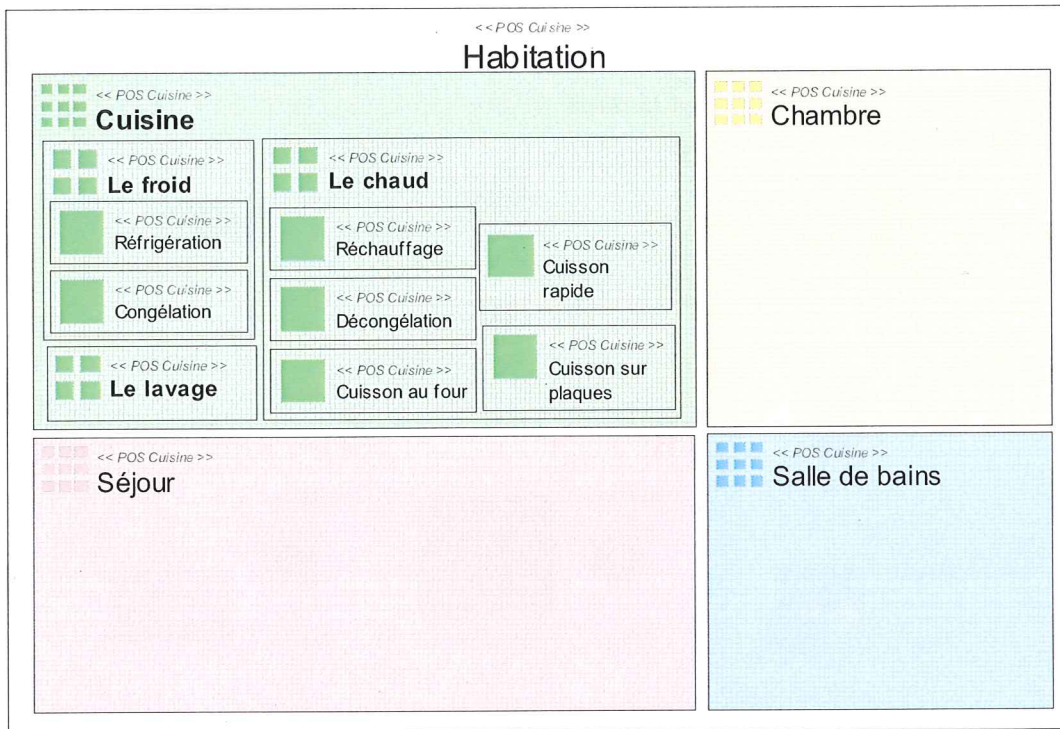 << POS Cuisine >>
Habitation
<< POS Cuisine >>
Cuisine
<< POS Cuisine >>
Le froid
<< POS Cuisine >>
Réfrigération
<< POS Cuisine >>
Congélation
<< POS Cuisine >>
Le lavage
<< POS Cuisine >>
Le chaud
<< POS Cuisine >>
Réchauffage
<< POS Cuisine >>
Décongélation
<< POS Cuisine >>
Cuisson au four
<< POS Cuisine >>
Cuisson
rapide
<< POS Cuisine >>
Cuisson sur
plaques
<< POS Cuisine >>
Chambre
<< POS Cuisine >>
Séjour
<< POS Cuisine >>
Salle de bains